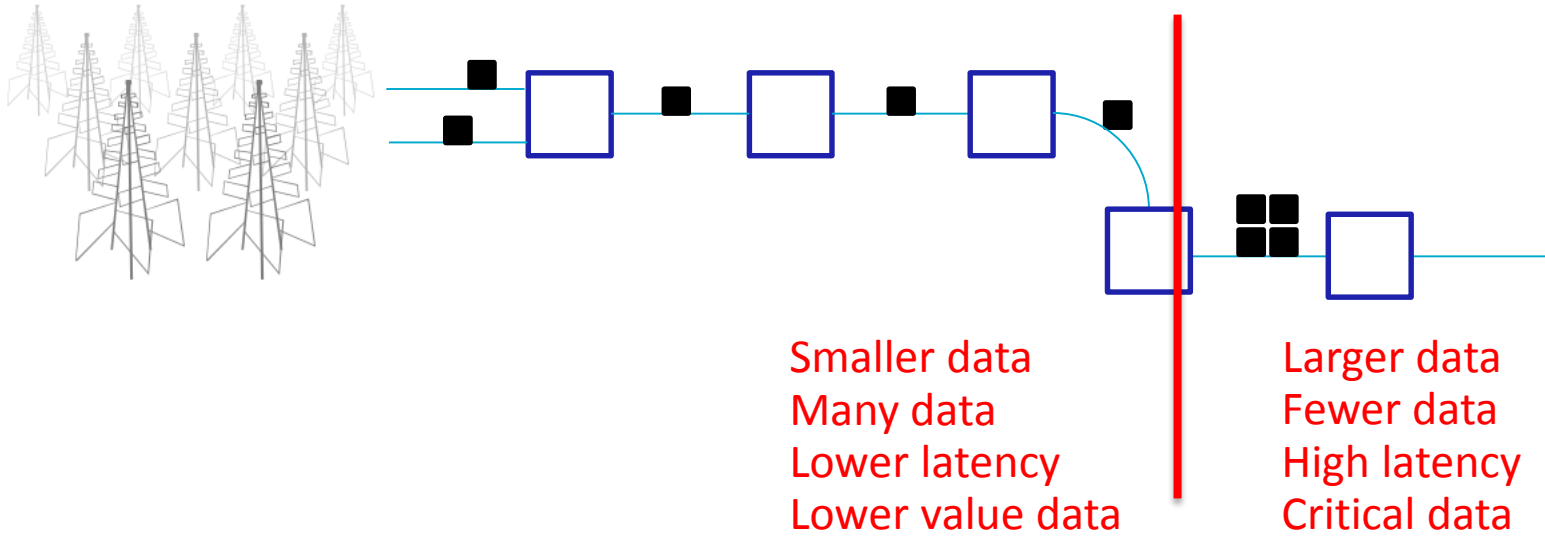 Smaller data
Many data
Lower latency
Lower value data
Larger data
Fewer data
High latency
Critical data